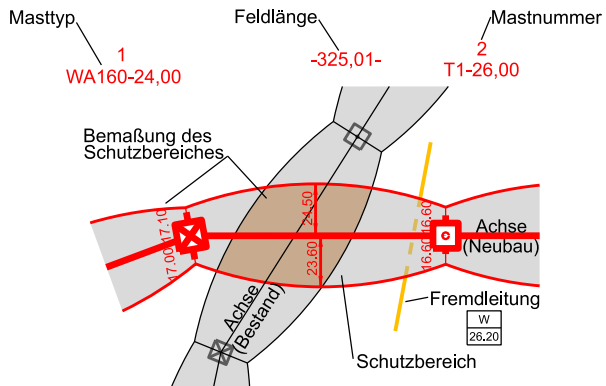 Masttyp
Feldlänge
Mastnummer
1
WA160-24,00
-325,01-
2
T1-26,00
Bemaßung des
Schutzbereiches
17.10
17.00
24.50
23.60
16.60
16.60
Achse
(Neubau)
Achse
(Bestand)
Fremdleitung
W
26.20
Schutzbereich